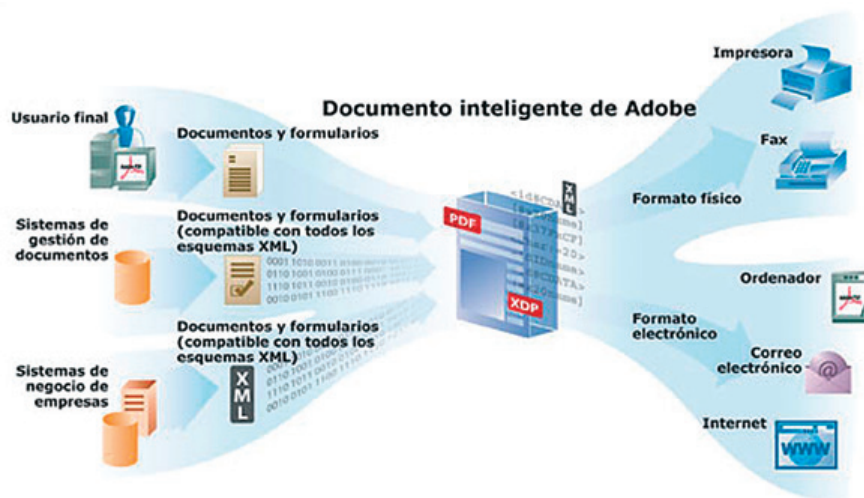 Documento inteligente de Adobe
Usuario final
Documentos y formularios
Sistemas de
gestión de
documentos
Documentos y formularios
(compatible con todos los
esquemas XML)
Sistemas de
negocio de
empresas
Documentos y formularios
(compatible con todos los
esquemas XML)
XML
PDF
XML
XDP
Formato físico
Impresora
Fax
Formato
electrónico
Ordenador
Correo
electrónico
@
Internet
WWW